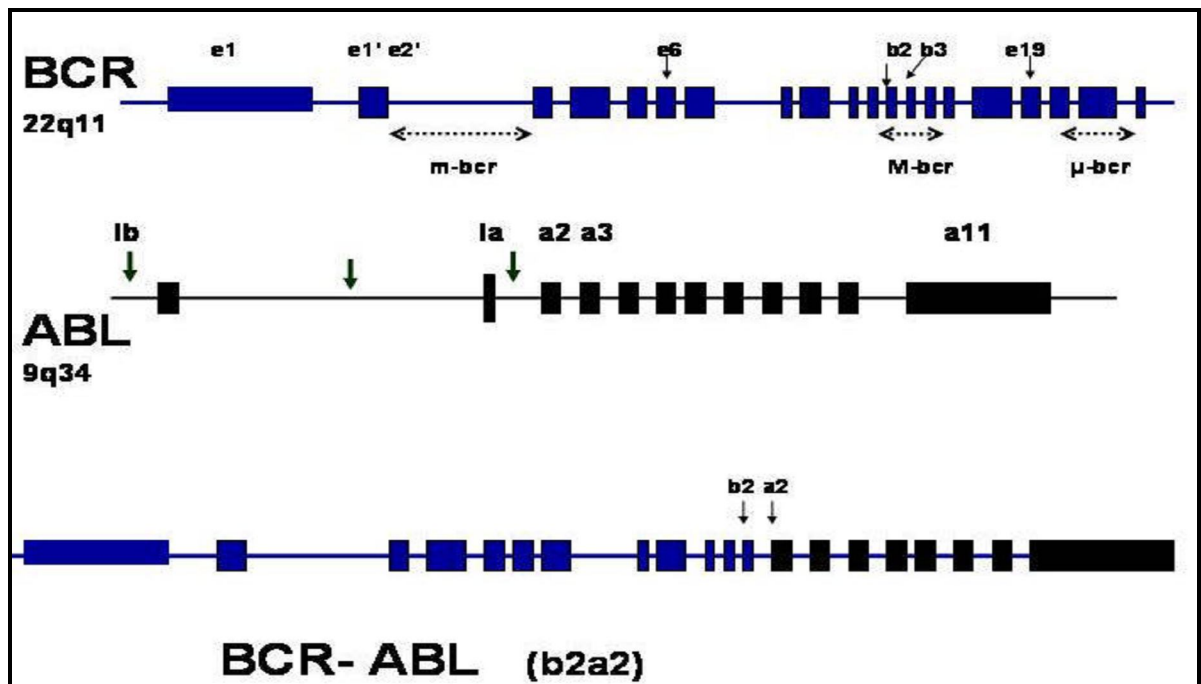 e1 e1' e2' e6 b2 b3 e19
BCR
22q11
m-bcr M-bcr µ-bcr
Ib Ia a2 a3 a11
ABL
9q34
b2 a2
BCR- ABL (b2a2)